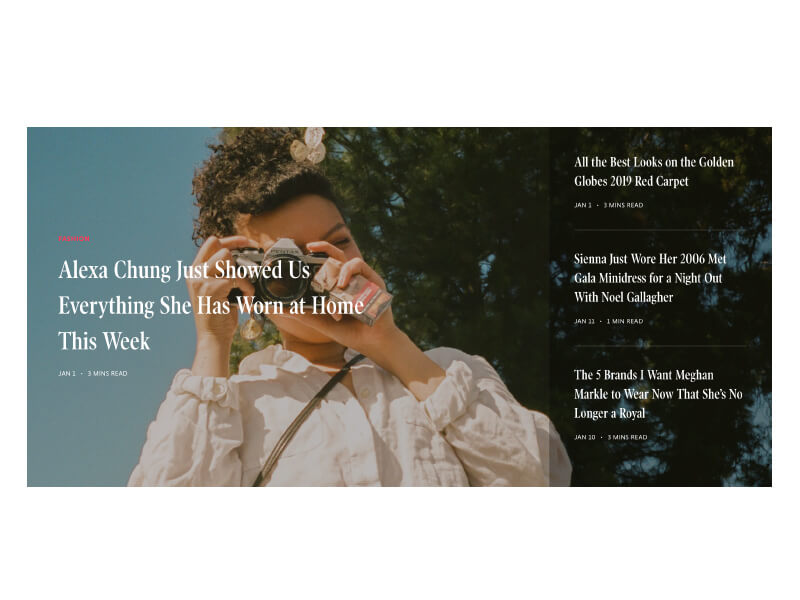 Alexa Chung Just Showed Us
Everything She Has Worn at Home
This Week
JAN 1 · 3 MINS READ
All the Best Looks on the Golden
Globes 2019 Red Carpet
JAN 1 · 3 MINS READ
Sienna Just Wore Her 2006 Met
Gala Minidress for a Night Out
With Noel Gallagher
JAN 11 · 1 MIN READ
The 5 Brands I Want Meghan
Markle to Wear Now That She’s No
Longer a Royal
JAN 10 · 3 MINS READ
PENTAX